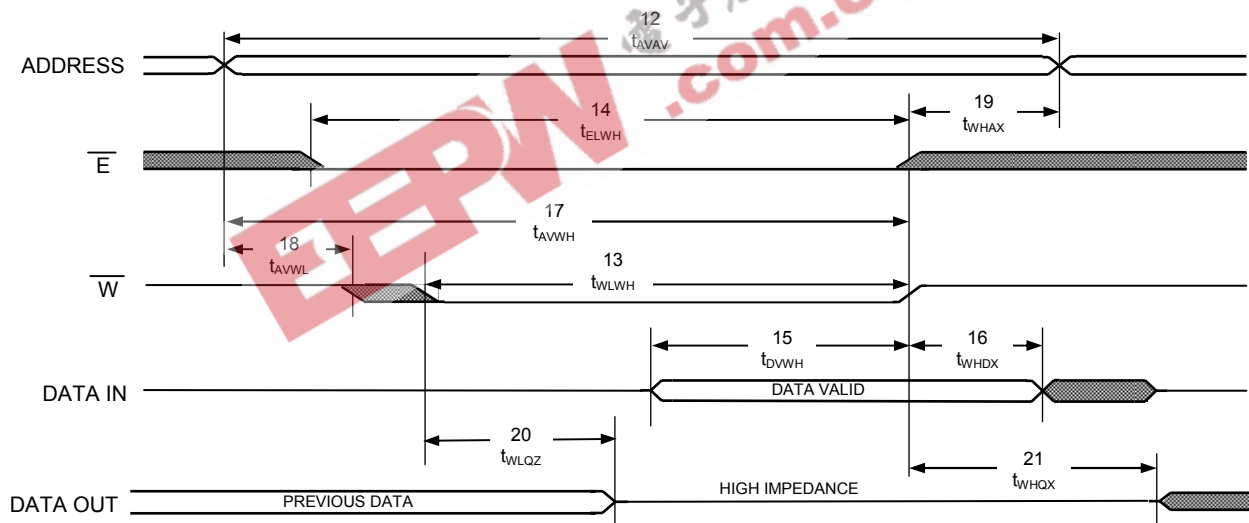 12
tAVAV
ADDRESS
14
tELWH
19
tWHAX
E
17
tAVWH
18
tAVWL
13
tWLWH
W
15
tDVWH
16
tWHDX
DATA IN
DATA VALID
20
tWLQZ
21
tWHQX
DATA OUT
PREVIOUS DATA
HIGH IMPEDANCE
EEPW
.com.c